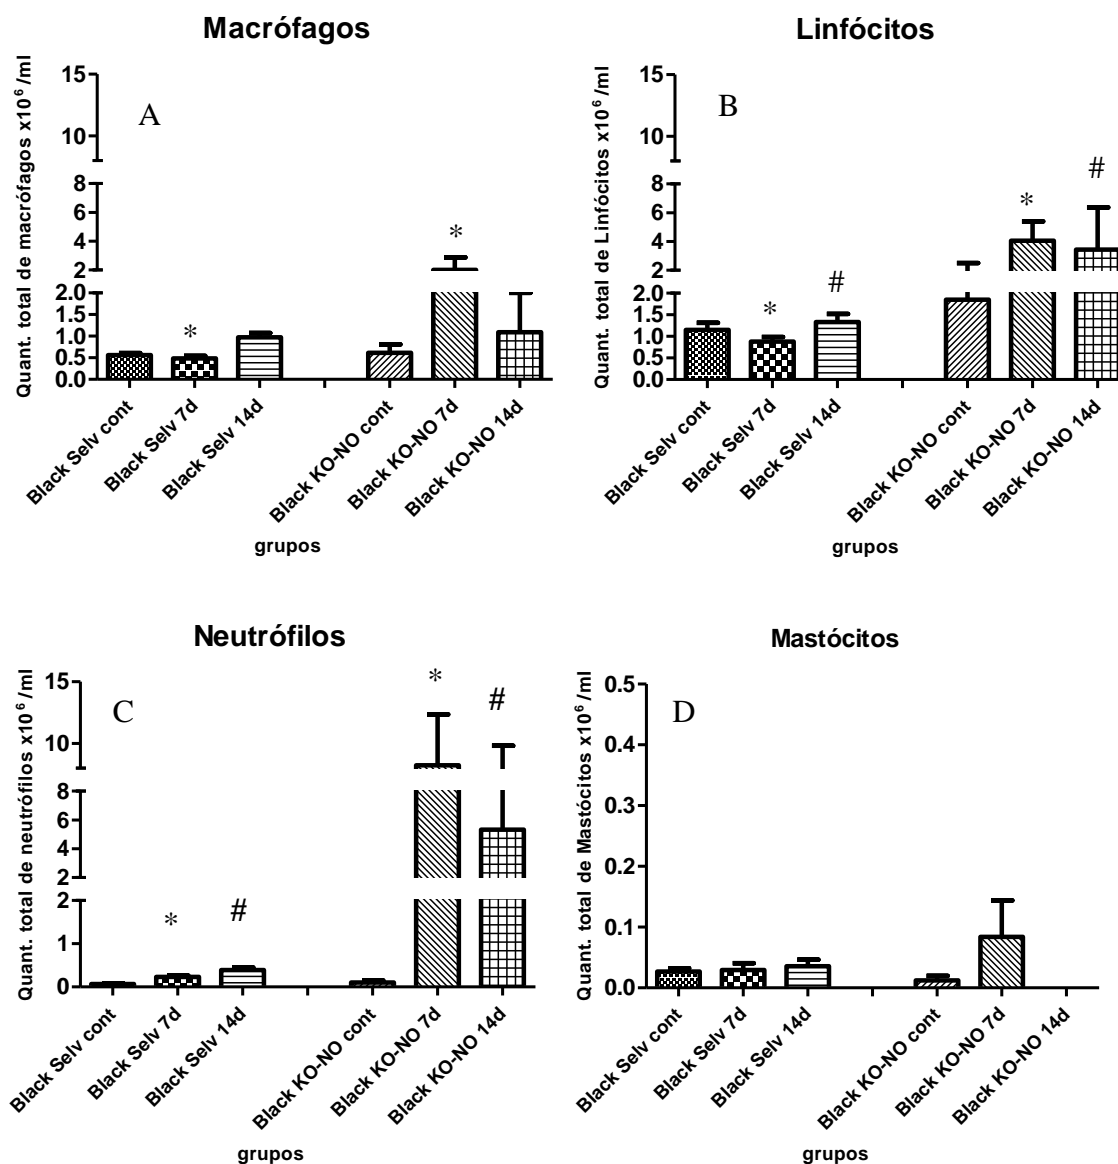 Macrófagos
Quant. total de macrófagos x10⁶/ml
15
10
8
6
4
2
2.0
1.5
1.0
0.5
0.0
A
*
*
Black Selv cont
Black Selv 7d
Black Selv 14d
Black KO-NO cont
Black KO-NO 7d
Black KO-NO 14d
grupos
Linfócitos
Quant. total de Linfócitos x10⁶/ml
15
10
8
6
4
2
2.0
1.5
1.0
0.5
0.0
B
*
#
*
#
Black Selv cont
Black Selv 7d
Black Selv 14d
Black KO-NO cont
Black KO-NO 7d
Black KO-NO 14d
grupos
Neutrófilos
Quant. total de neutrófilos x10⁶/ml
15
10
8
6
4
2
2
1
0
C
*
#
*
#
Black Selv cont
Black Selv 7d
Black Selv 14d
Black KO-NO cont
Black KO-NO 7d
Black KO-NO 14d
grupos
Mastócitos
Quant. total de Mastócitos x10⁶/ml
0.5
0.4
0.3
0.2
0.1
0.0
D
Black Selv cont
Black Selv 7d
Black Selv 14d
Black KO-NO cont
Black KO-NO 7d
Black KO-NO 14d
grupos